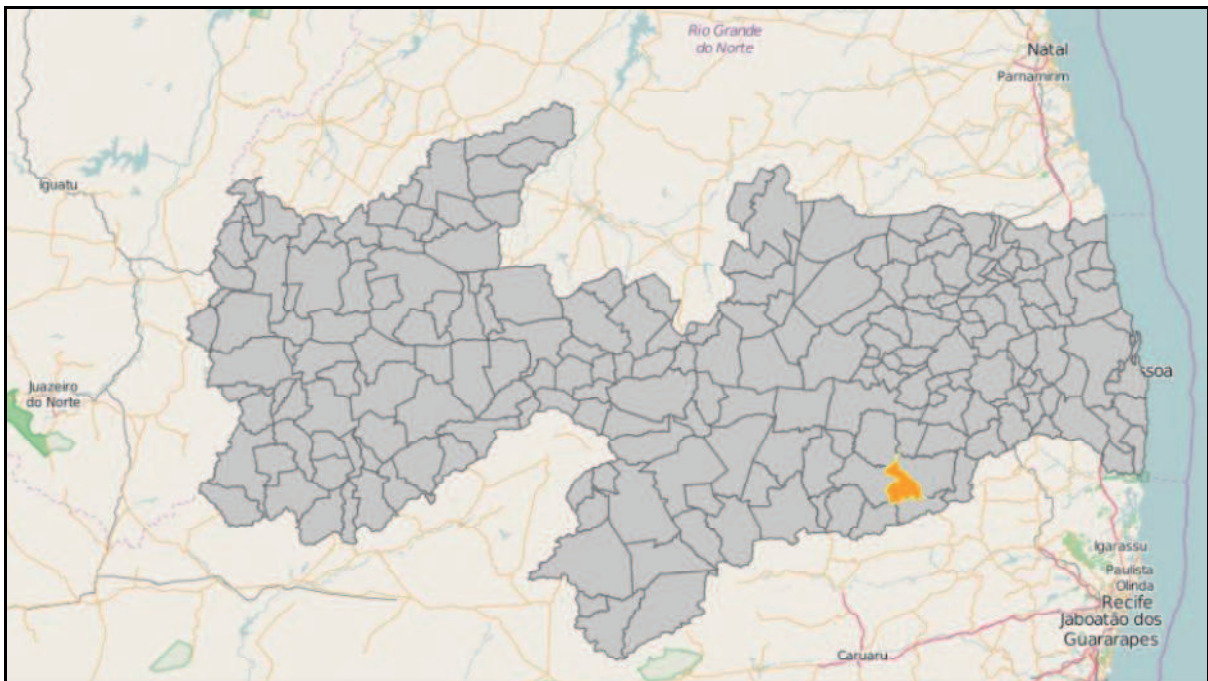 Rio Grande
do Norte
Natal
Parnamirim
Iguatu
Juazeiro
do Norte
ssoa
Igarassu
Paulista
Olinda
Recife
Jaboatão dos
Guararapes
Caruaru